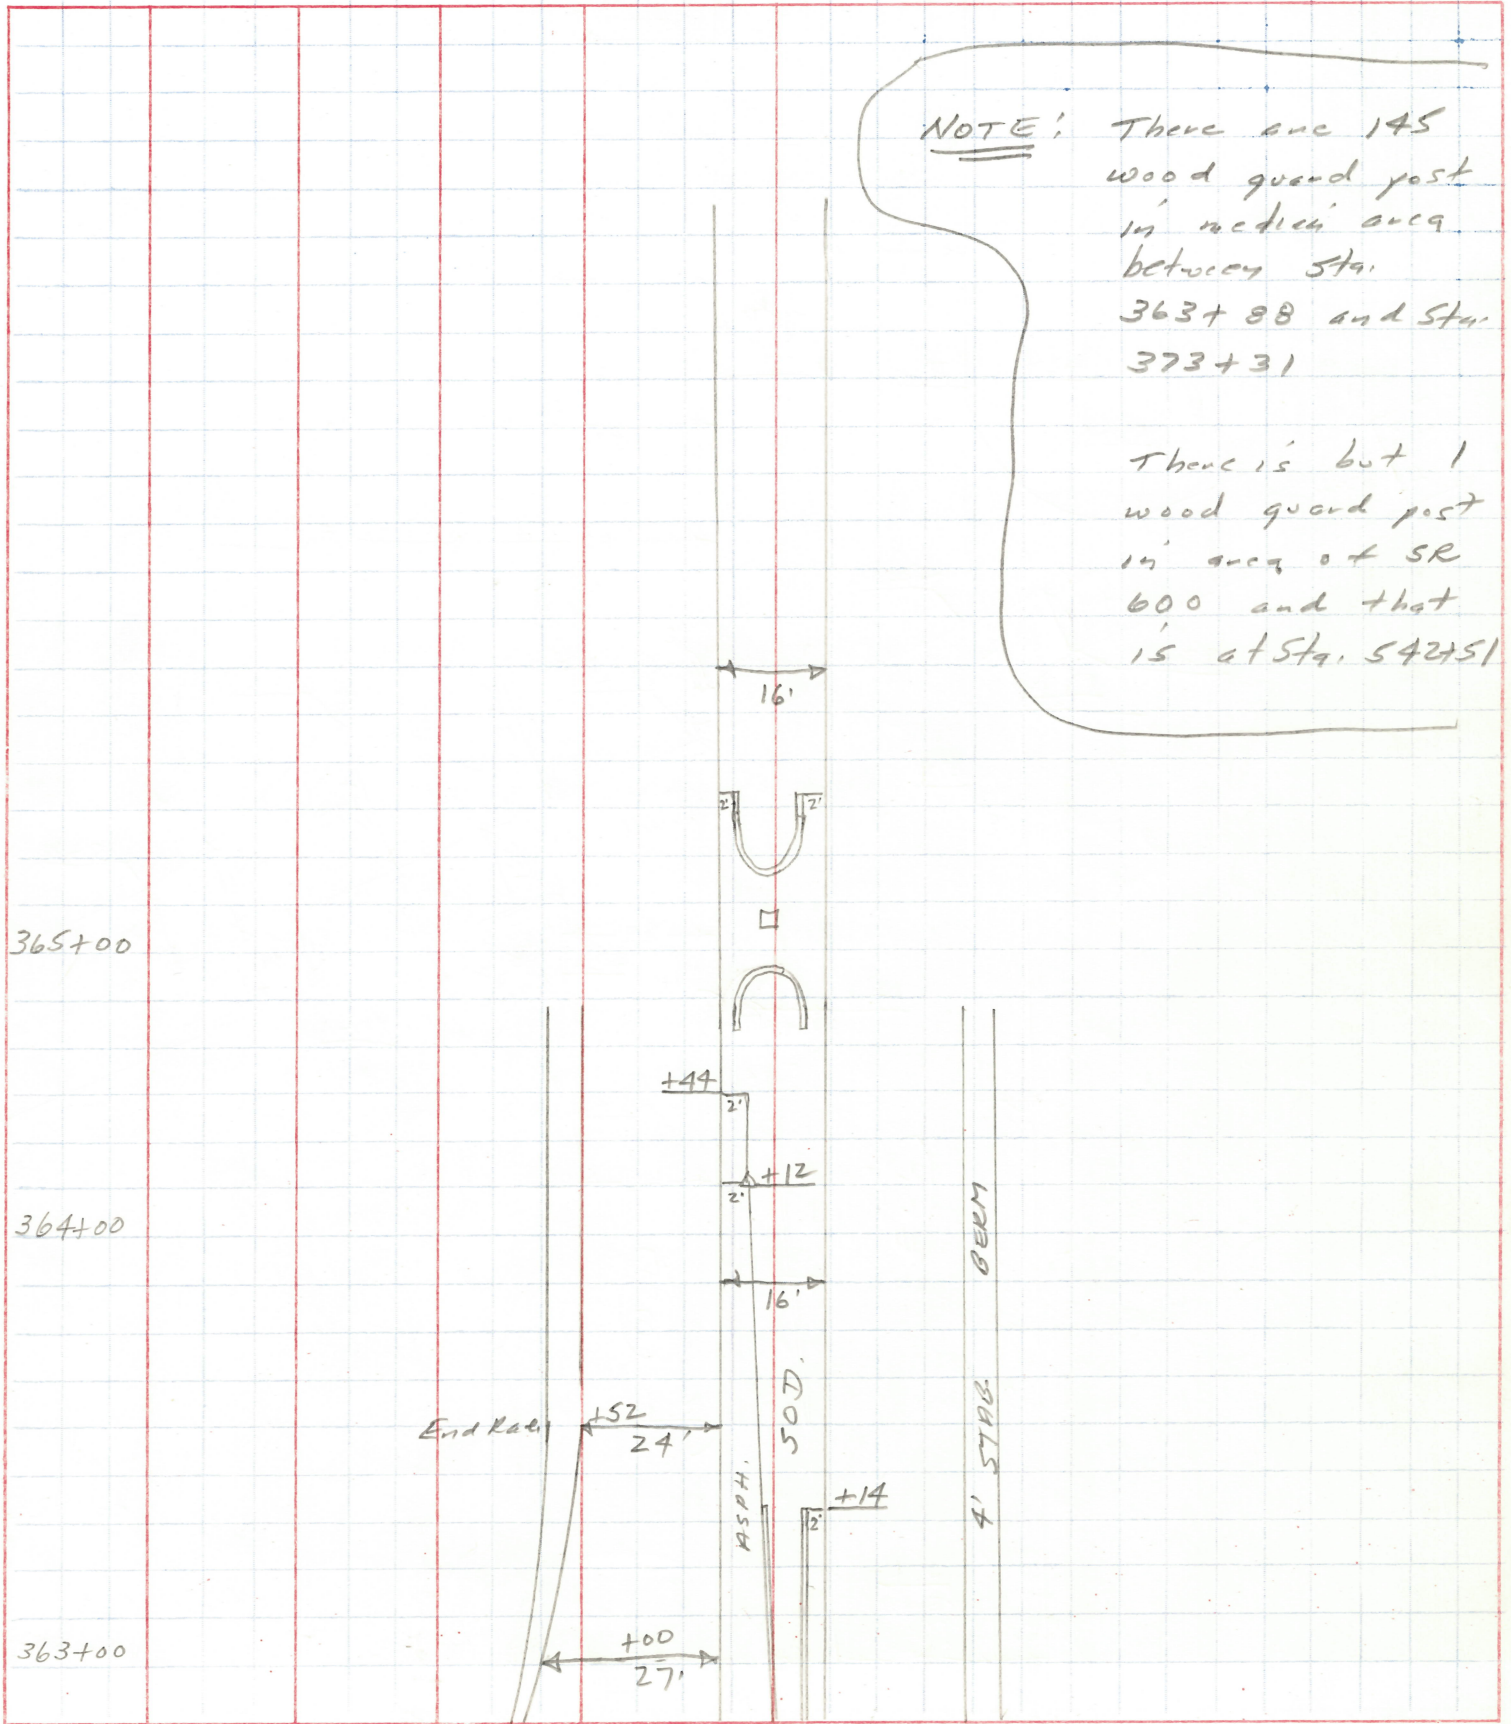 NOTE: There are 145
wood guard post
in median area
between Sta.
363+88 and Sta.
373+31
There is but 1
wood guard post
in area of SR
600 and that
is at Sta. 542+51
16'
2' 2'
365+00
+44
2'
+12
2'
364+00
16'
BERM
4' STAB.
SOD.
ASPH.
End Radi
+52
24'
+14
2'
363+00
+00
27'